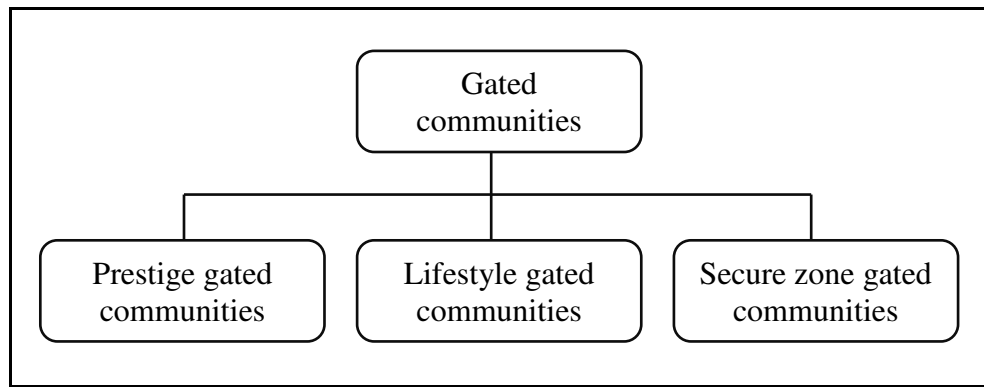 Gated
communities
Prestige gated
communities
Lifestyle gated
communities
Secure zone gated
communities